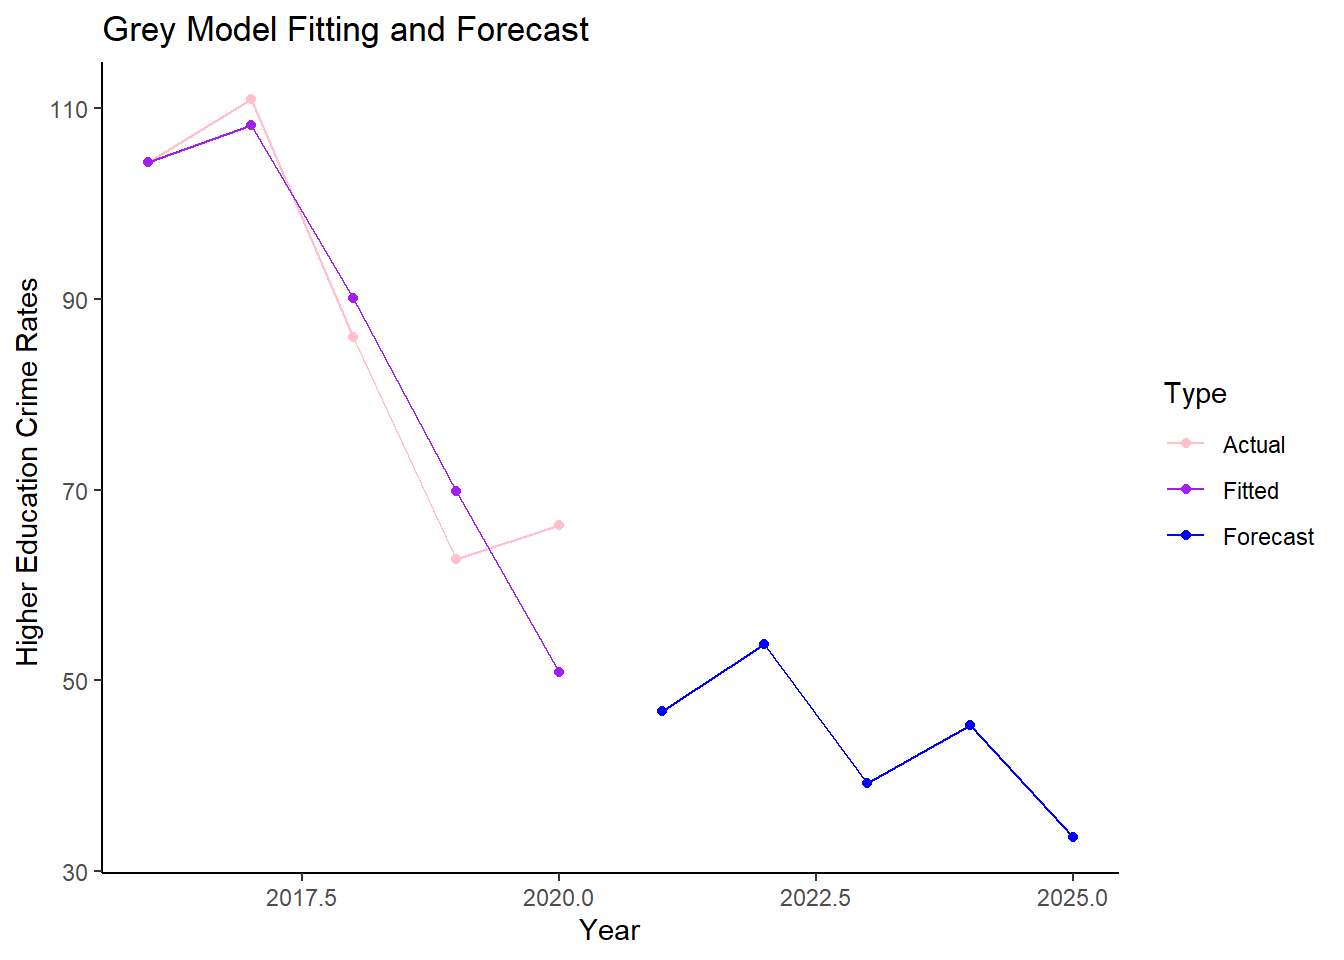 Grey Model Fitting and Forecast
Higher Education Crime Rates
110
90
70
50
30
2017.5
2020.0
2022.5
2025.0
Year
Type
Actual
Fitted
Forecast